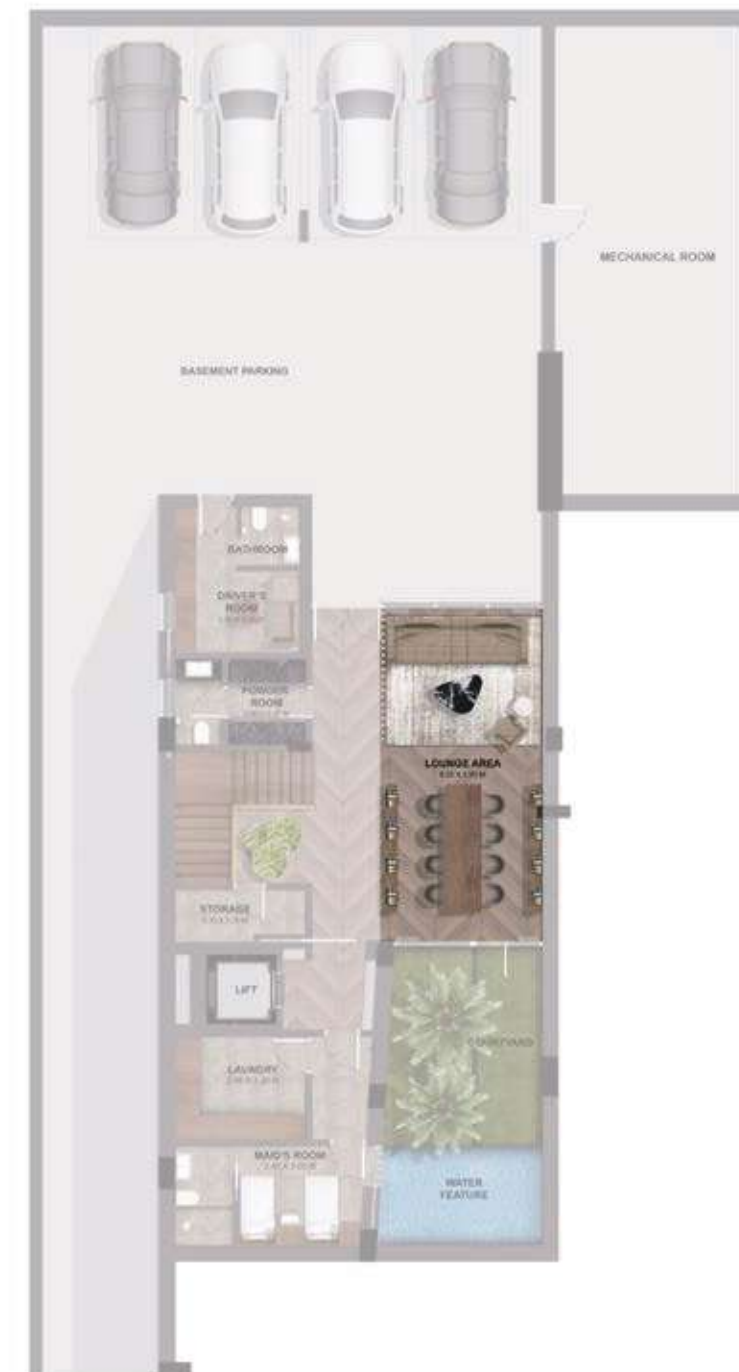 MECHANICAL ROOM
BASEMENT PARKING
BATHROOM
DRIVER'S
ROOM
POWDER
ROOM
LOUNGE AREA
STORAGE
LIFT
COURTYARD
LAUNDRY
MAID'S ROOM
WATER
FEATURE